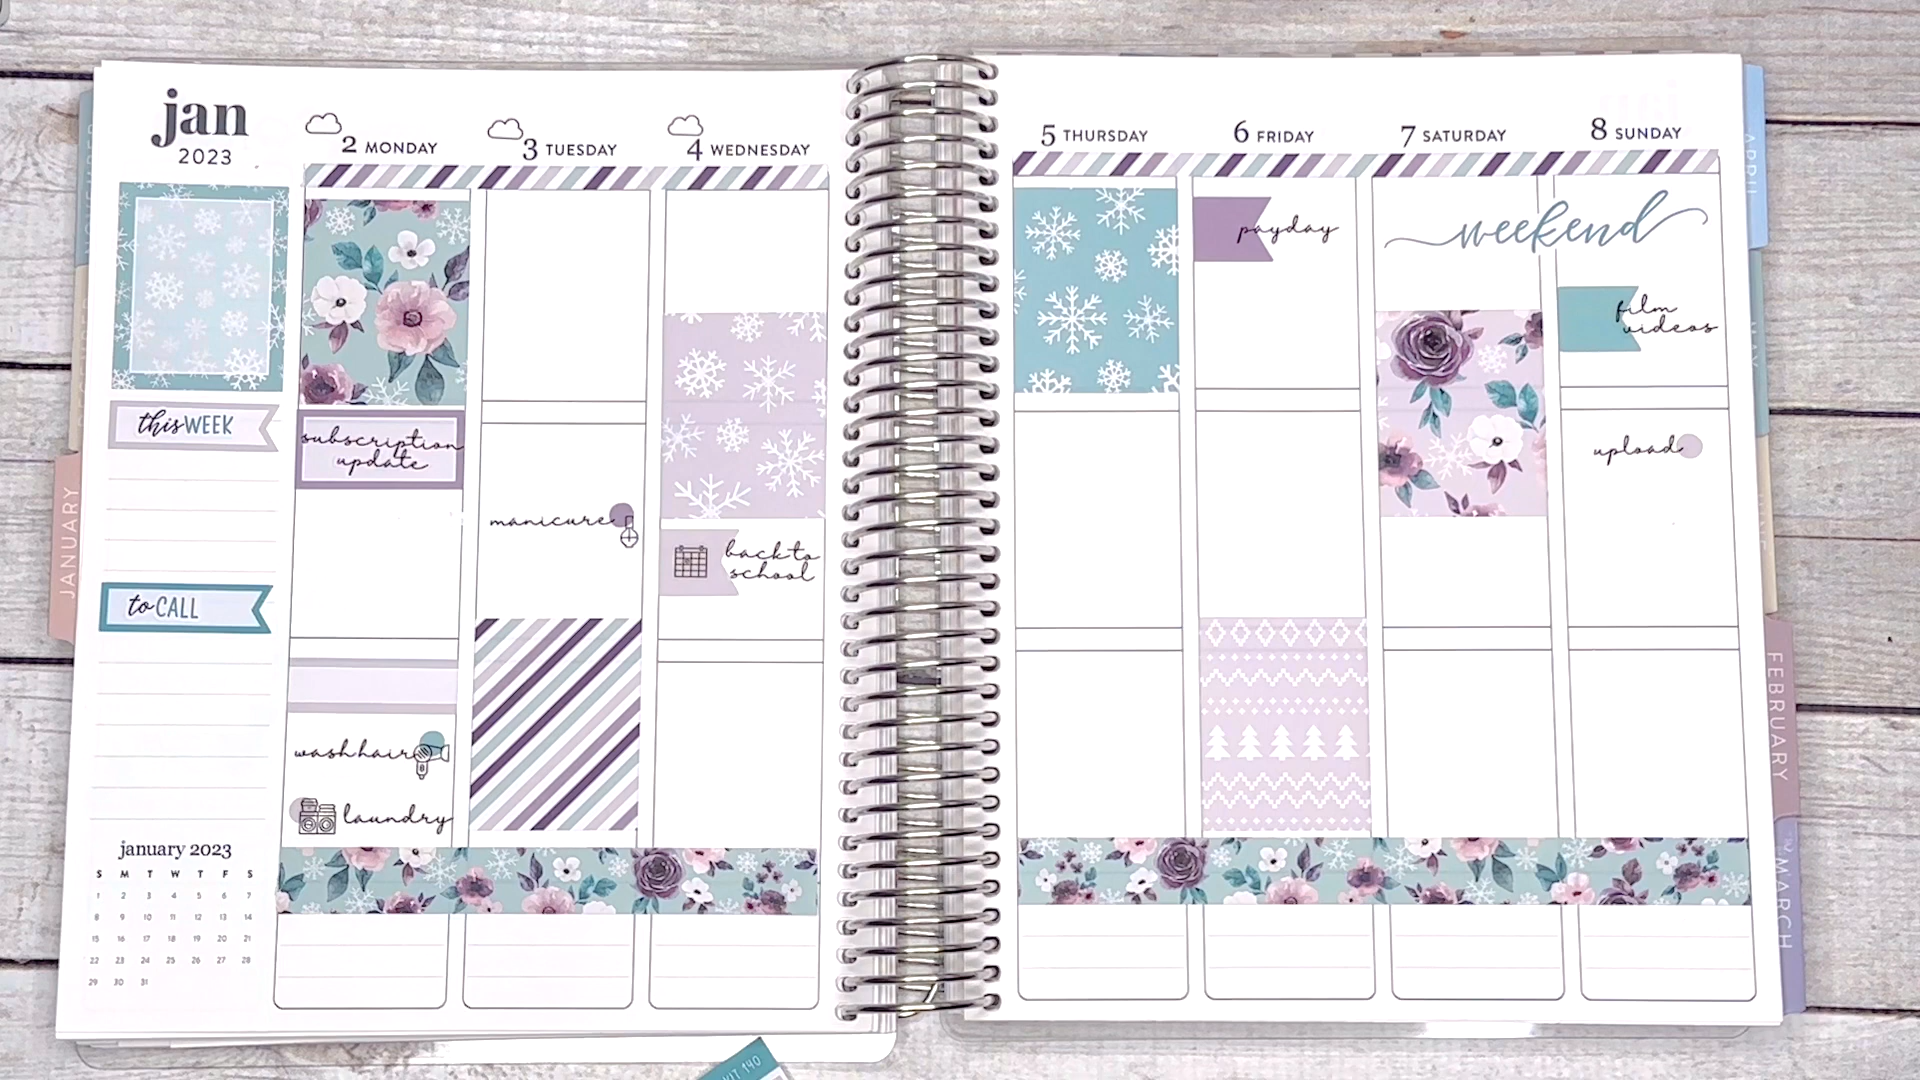 jan
2023
2 MONDAY
3 TUESDAY
4 WEDNESDAY
5 THURSDAY
6 FRIDAY
7 SATURDAY
8 SUNDAY
this WEEK
to CALL
subscription
update
wash hair
laundry
manicure
back to
school
payday
weekend
film
videos
upload
january 2023
S M T W T F S
1 2 3 4 5 6 7
8 9 10 11 12 13 14
15 16 17 18 19 20 21
22 23 24 25 26 27 28
29 30 31
JANUARY
APRIL
FEBRUARY
MARCH
KIT 140